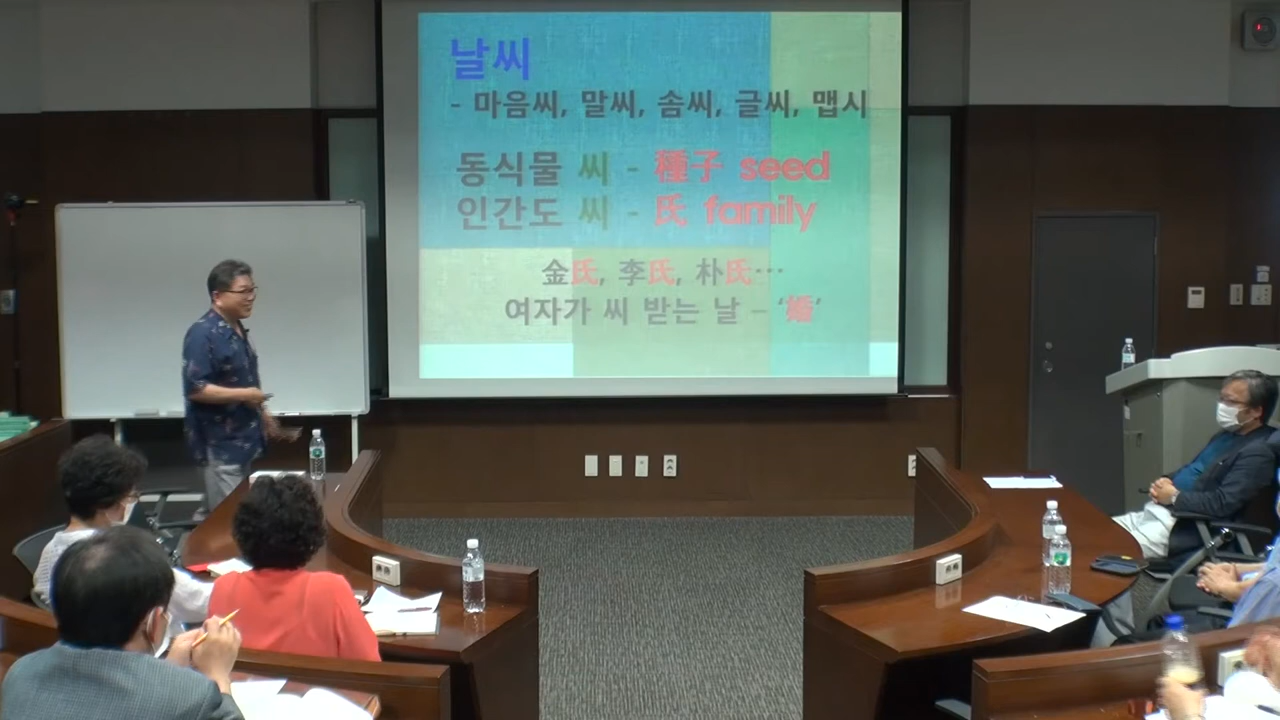 날씨
- 마음씨, 말씨, 솜씨, 글씨, 맵시
동식물 씨 - 種子 seed
인간도 씨 - 氏 family
金氏, 李氏, 朴氏…
여자가 씨 받는 날 – ‘婚’